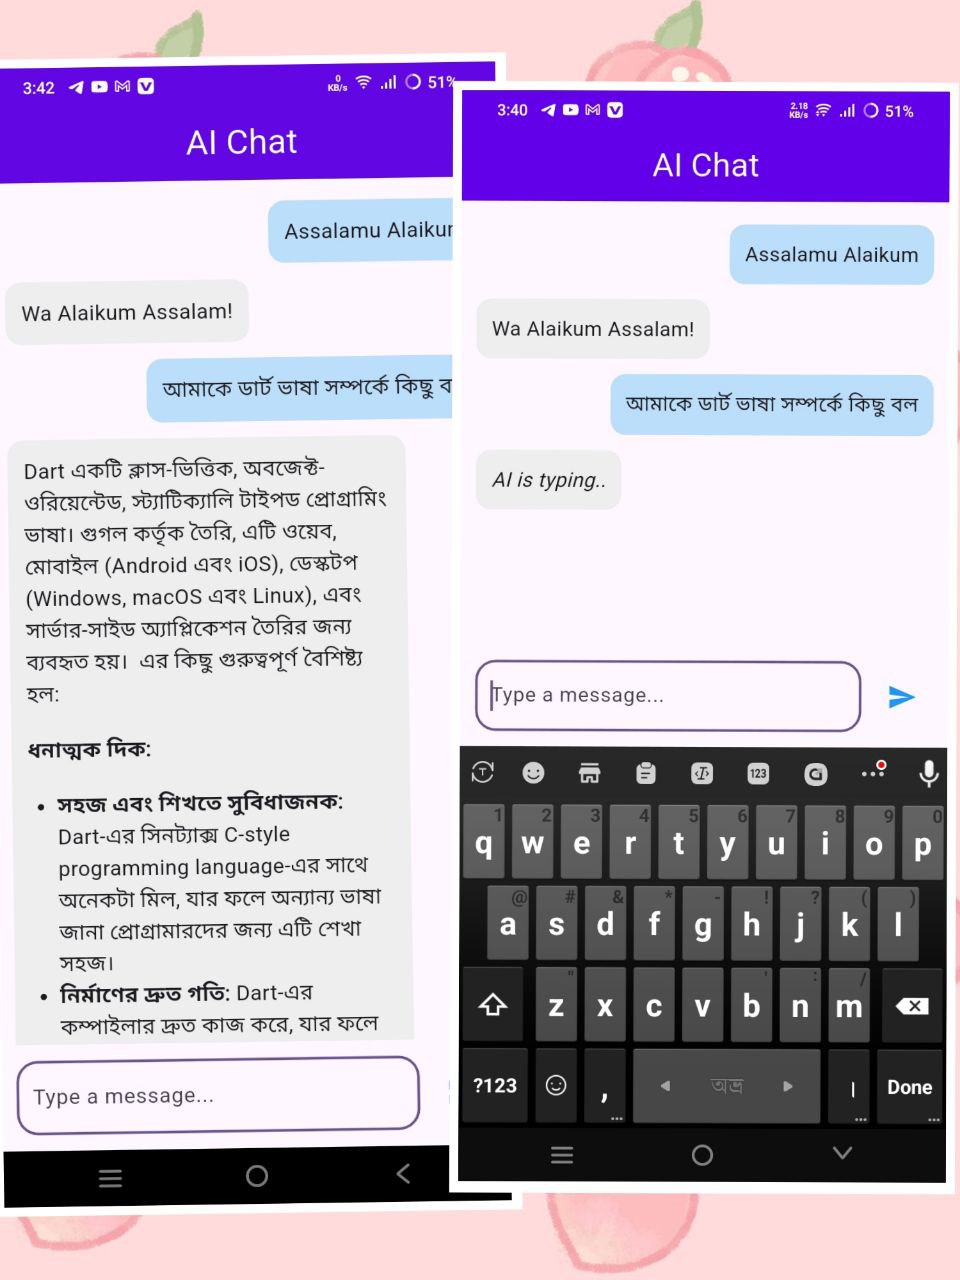 3:42
0
KB/s
51%
AI Chat
Assalamu Alaikum
Wa Alaikum Assalam!
আমাকে ডার্ট ভাষা সম্পর্কে কিছু ব
Dart একটি ক্লাস-ভিত্তিক, অবজেক্ট-
ওরিয়েন্টেড, স্ট্যাটিক্যালি টাইপড প্রোগ্রামিং
ভাষা। গুগল কর্তৃক তৈরি, এটি ওয়েব,
মোবাইল (Android এবং iOS), ডেস্কটপ
(Windows, macOS এবং Linux), এবং
সার্ভার-সাইড অ্যাপ্লিকেশন তৈরির জন্য
ব্যবহৃত হয়। এর কিছু গুরুত্বপূর্ণ বৈশিষ্ট্য
হল:
ধনাত্মক দিক:
• সহজ এবং শিখতে সুবিধাজনক:
Dart-এর সিনট্যাক্স C-style
programming language-এর সাথে
অনেকটা মিল, যার ফলে অন্যান্য ভাষা
জানা প্রোগ্রামারদের জন্য এটি শেখা
সহজ।
• নির্মাণের দ্রুত গতি: Dart-এর
কম্পাইলার দ্রুত কাজ করে, যার ফলে
Type a message...
3:40
2.18
KB/s
51%
AI Chat
Assalamu Alaikum
Wa Alaikum Assalam!
আমাকে ডার্ট ভাষা সম্পর্কে কিছু বল
AI is typing..
Type a message...
123
1 2 3 4 5 6 7 8 9 0
q w e r t y u i o p
@ # & * - ! ? ( )
a s d f g h j k l
" ' : /
z x c v b n m
?123 , অভ্র । Done